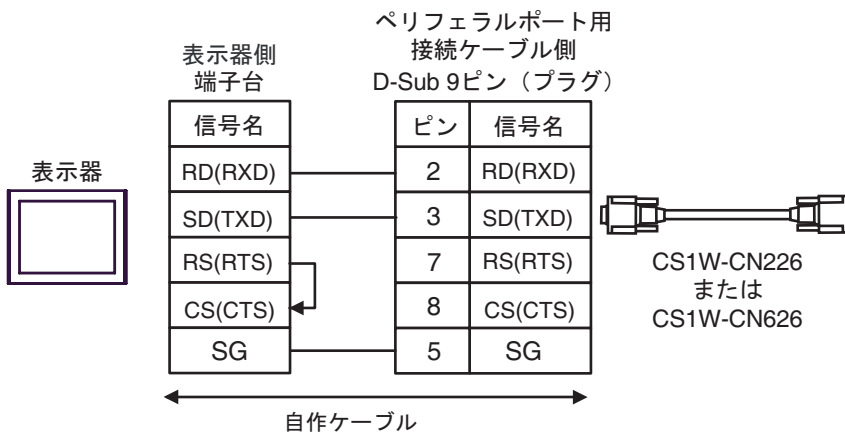 ペリフェラルポート用
接続ケーブル側
D-Sub 9ピン（プラグ）
表示器側
端子台
表示器
信号名 ピン 信号名
RD(RXD) 2 RD(RXD)
SD(TXD) 3 SD(TXD)
RS(RTS) 7 RS(RTS)
CS(CTS) 8 CS(CTS)
SG 5 SG
CS1W-CN226
または
CS1W-CN626
自作ケーブル